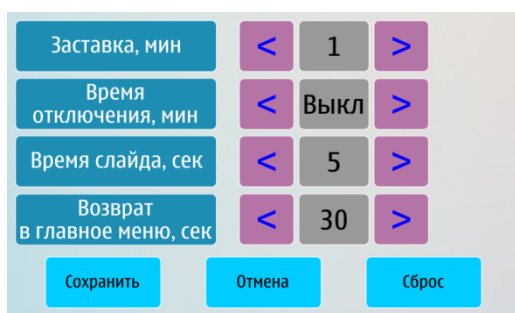 Заставка, мин < 1 >
Время
отключения, мин < Выкл >
Время слайда, сек < 5 >
Возврат
в главное меню, сек < 30 >
Сохранить Отмена Сброс